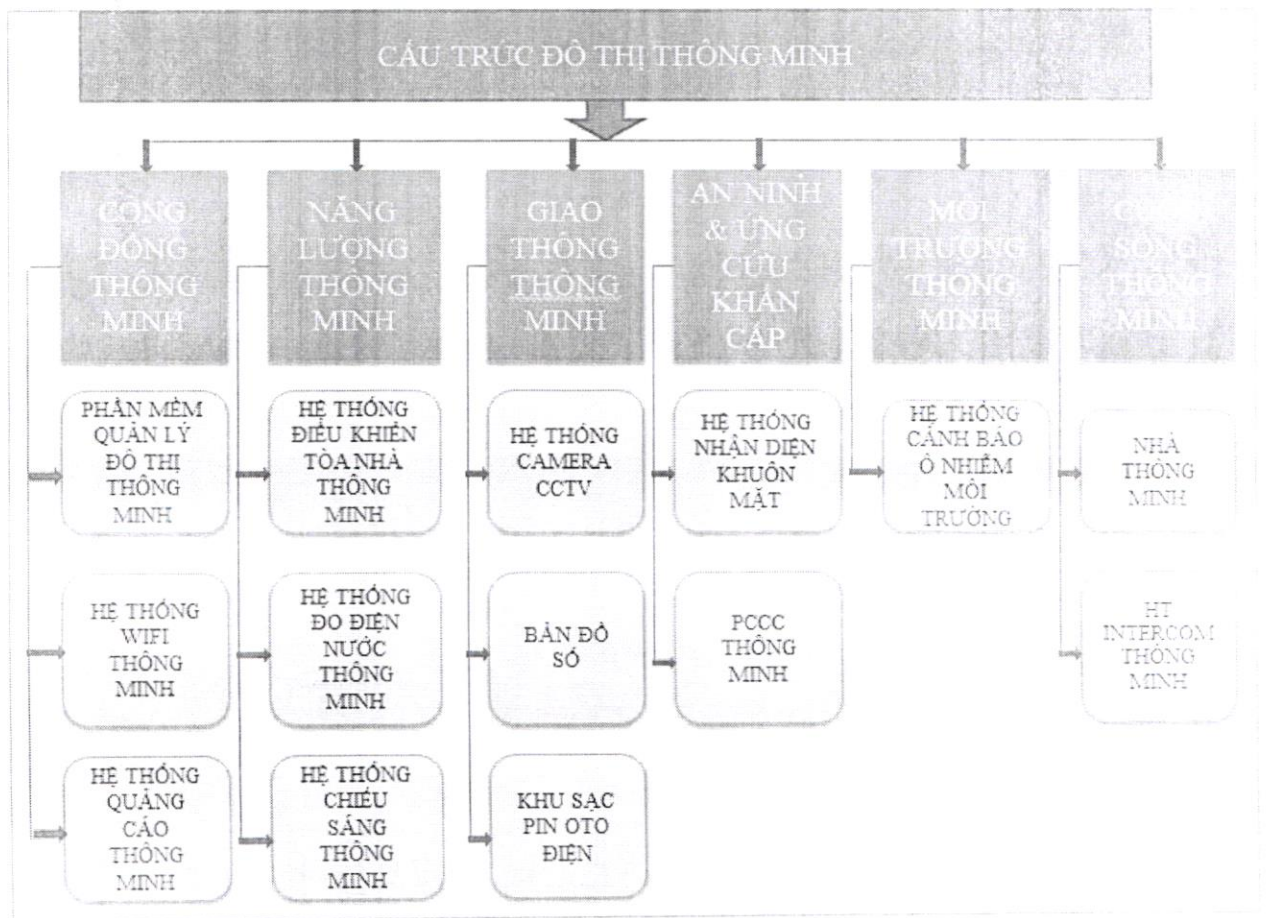 CẤU TRÚC ĐÔ THỊ THÔNG MINH
CỘNG
ĐỒNG
THÔNG
MINH
PHẦN MỀM
QUẢN LÝ
ĐÔ THỊ
THÔNG
MINH
HỆ THỐNG
WIFI
THÔNG
MINH
HỆ THỐNG
QUẢNG
CÁO
THÔNG
MINH
NĂNG
LƯỢNG
THÔNG
MINH
HỆ THỐNG
ĐIỀU KHIỂN
TÒA NHÀ
THÔNG
MINH
HỆ THỐNG
ĐO ĐIỆN
NƯỚC
THÔNG
MINH
HỆ THỐNG
CHIẾU
SÁNG
THÔNG
MINH
GIAO
THÔNG
THÔNG
MINH
HỆ THỐNG
CAMERA
CCTV
BẢN ĐỒ
SỐ
KHU SẠC
PIN OTO
ĐIỆN
AN NINH
& ỨNG
CỨU
KHẨN
CẤP
HỆ THỐNG
NHẬN DIỆN
KHUÔN
MẶT
PCCC
THÔNG
MINH
MÔI
TRƯỜNG
THÔNG
MINH
HỆ THỐNG
CẢNH BÁO
Ô NHIỄM
MÔI
TRƯỜNG
SỐNG
THÔNG
MINH
NHÀ
THÔNG
MINH
HT
INTERCOM
THÔNG
MINH